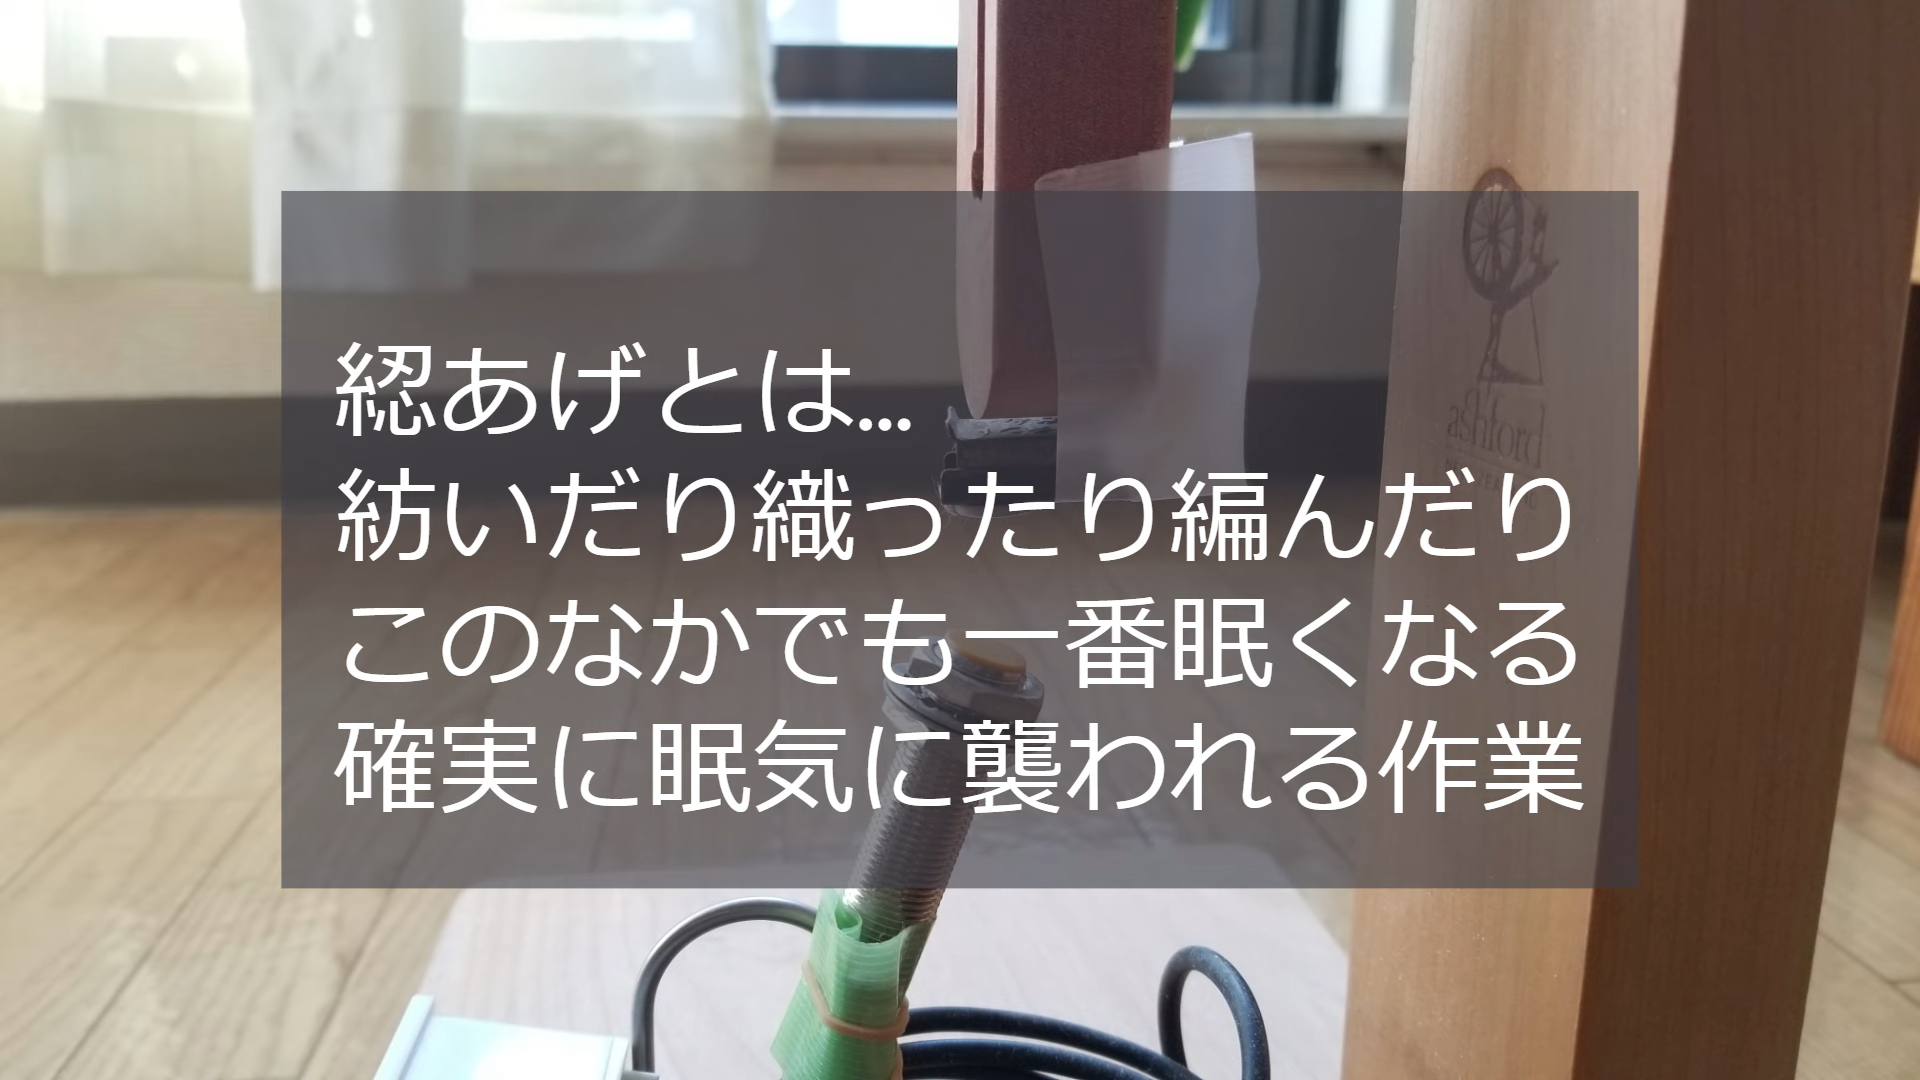 綛あげとは...
紡いだり織ったり編んだり
このなかでも一番眠くなる
確実に眠気に襲われる作業
ashford